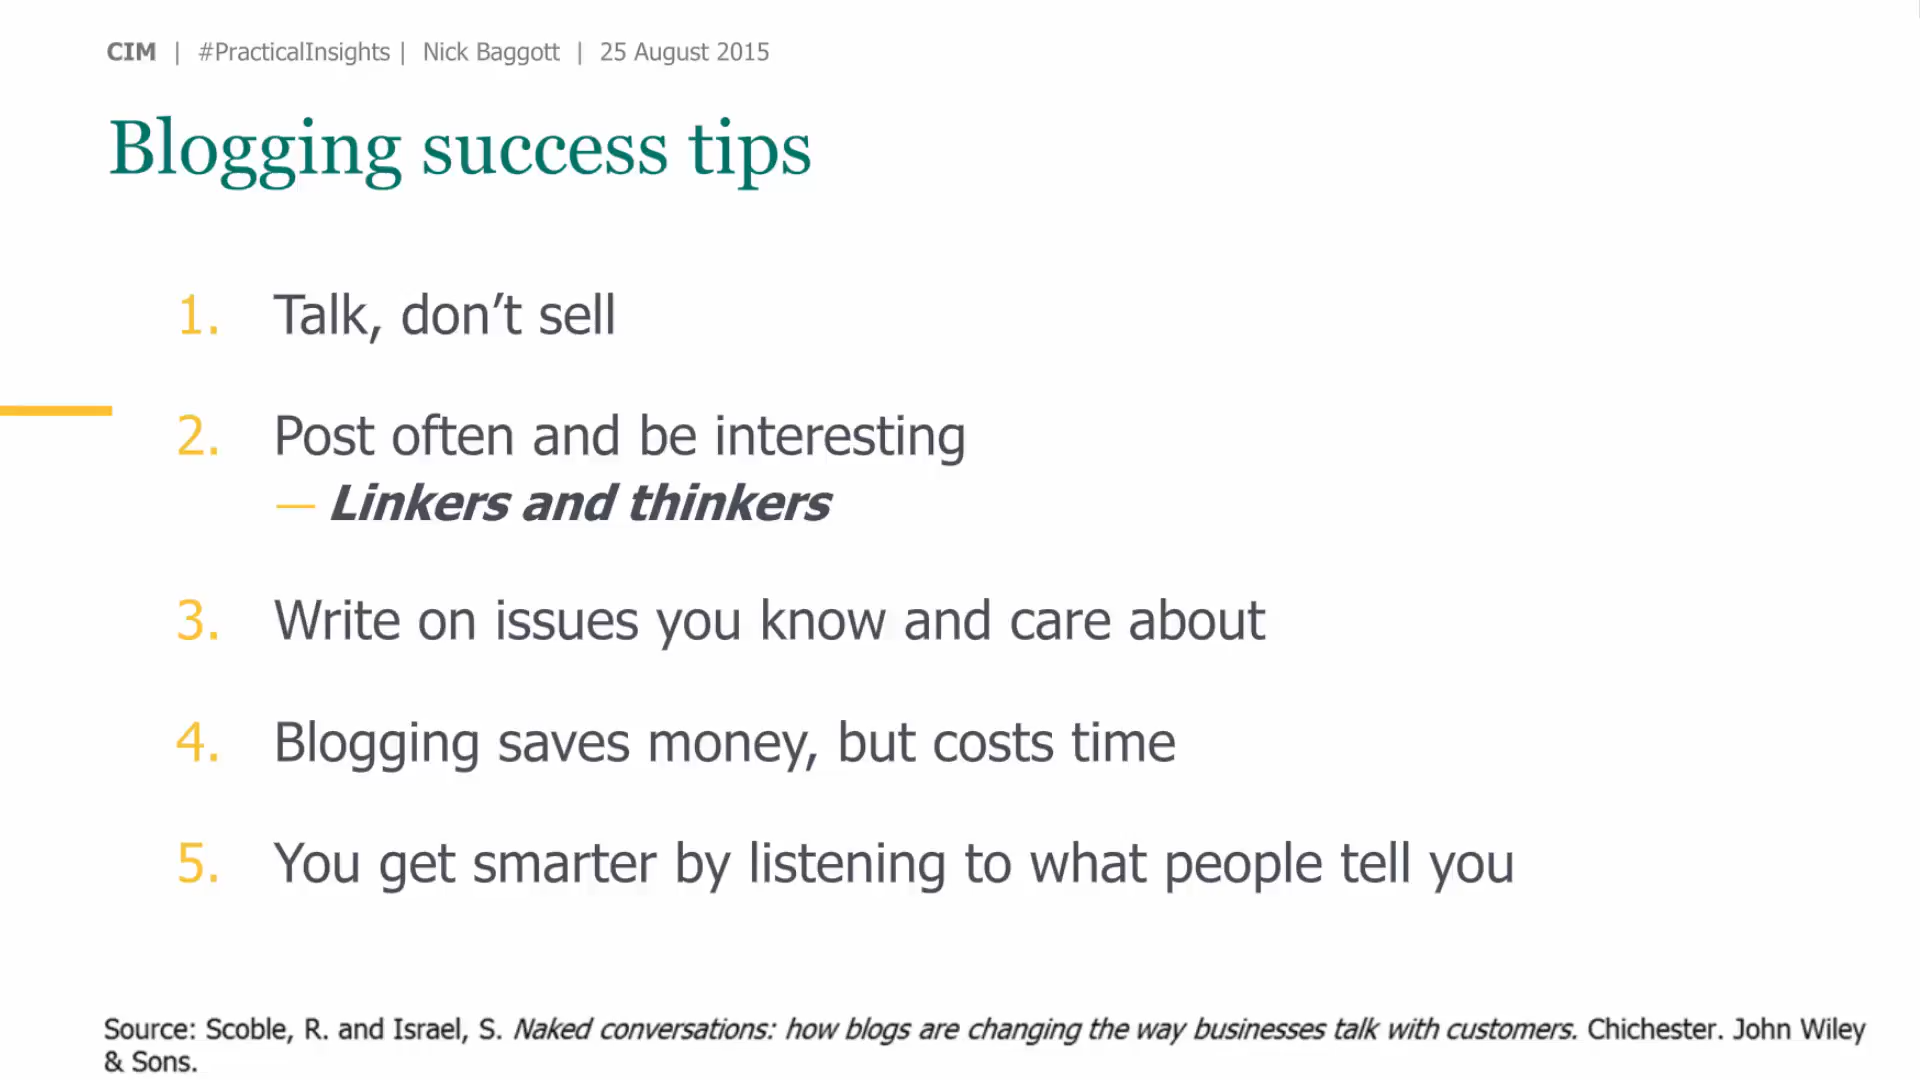 CIM | #PracticalInsights | Nick Baggott | 25 August 2015
Blogging success tips
1. Talk, don’t sell
2. Post often and be interesting
— Linkers and thinkers
3. Write on issues you know and care about
4. Blogging saves money, but costs time
5. You get smarter by listening to what people tell you
Source: Scoble, R. and Israel, S. Naked conversations: how blogs are changing the way businesses talk with customers. Chichester. John Wiley
& Sons.